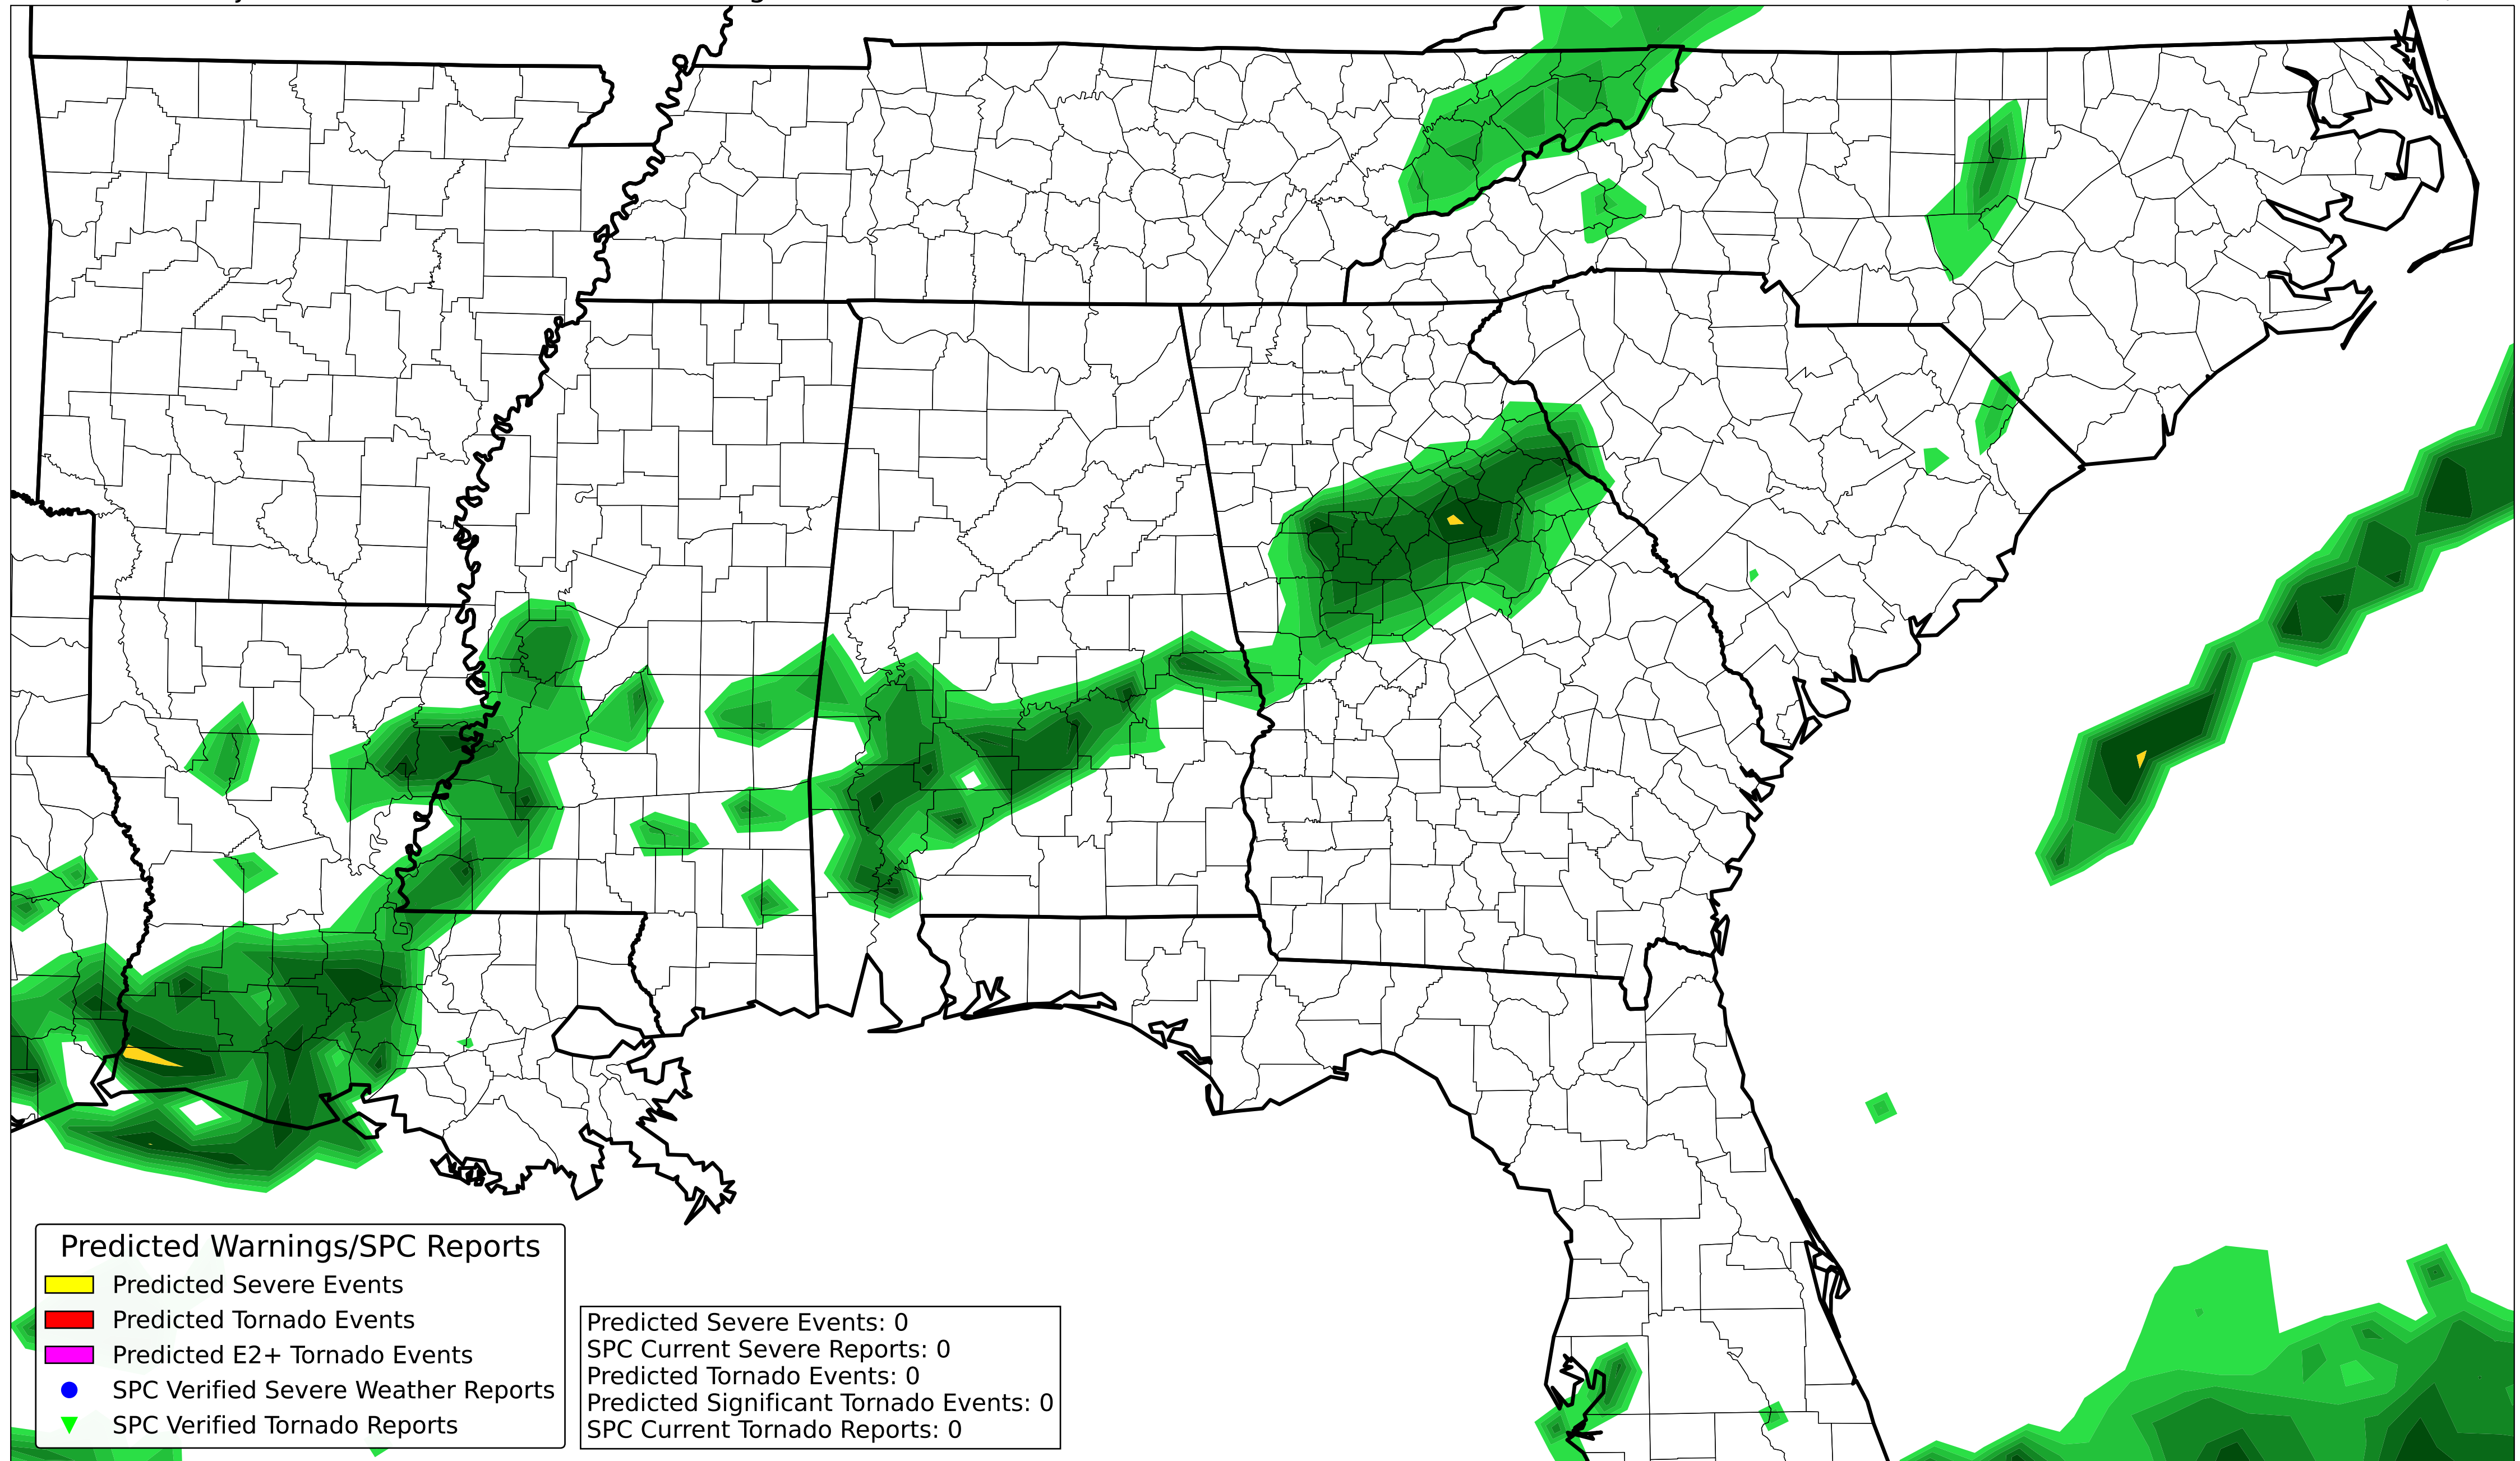 Predicted Warnings/SPC Reports
Predicted Severe Events
Predicted Tornado Events
Predicted E2+ Tornado Events
SPC Verified Severe Weather Reports
SPC Verified Tornado Reports
Predicted Severe Events: 0
SPC Current Severe Reports: 0
Predicted Tornado Events: 0
Predicted Significant Tornado Events: 0
SPC Current Tornado Reports: 0